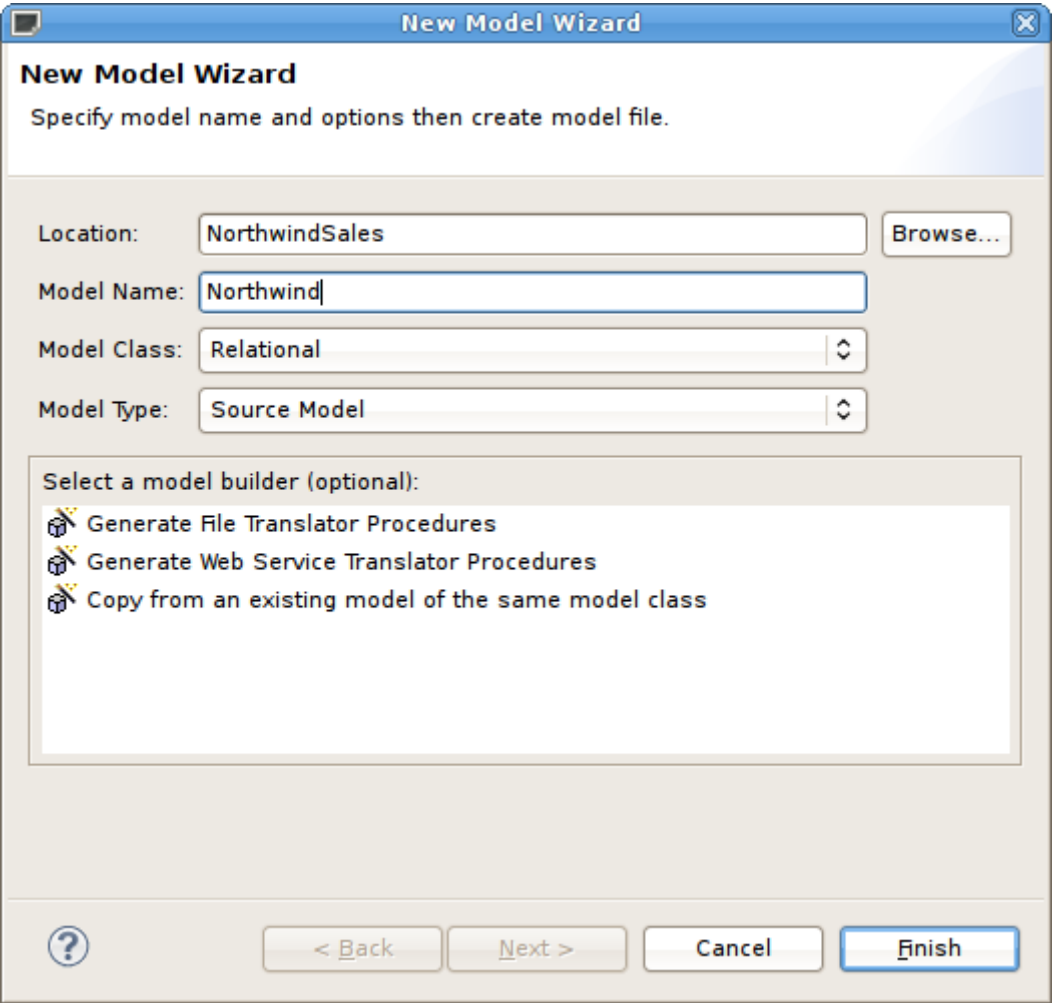 New Model Wizard
New Model Wizard
Specify model name and options then create model file.
Location: NorthwindSales Browse...
Model Name: Northwind
Model Class: Relational
Model Type: Source Model
Select a model builder (optional):
Generate File Translator Procedures
Generate Web Service Translator Procedures
Copy from an existing model of the same model class
? < Back Next > Cancel Finish